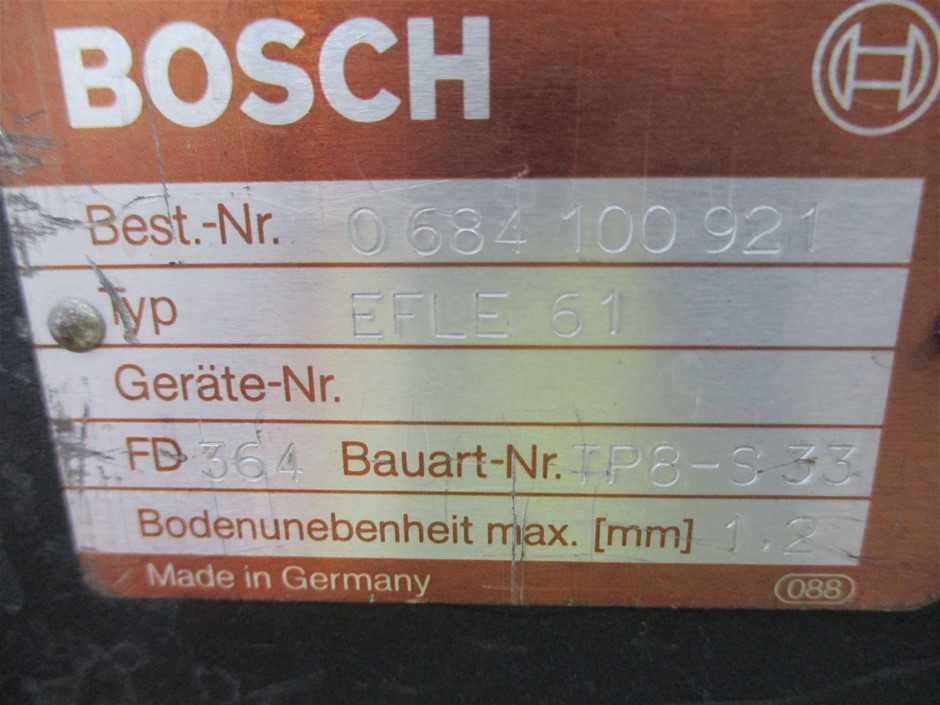 BOSCH
Best.-Nr. 0 684 100 921
Typ EFLE 61
Geräte-Nr.
FD 364 Bauart-Nr. TP8-S 33
Bodenunebenheit max. [mm] 1.2
Made in Germany 088